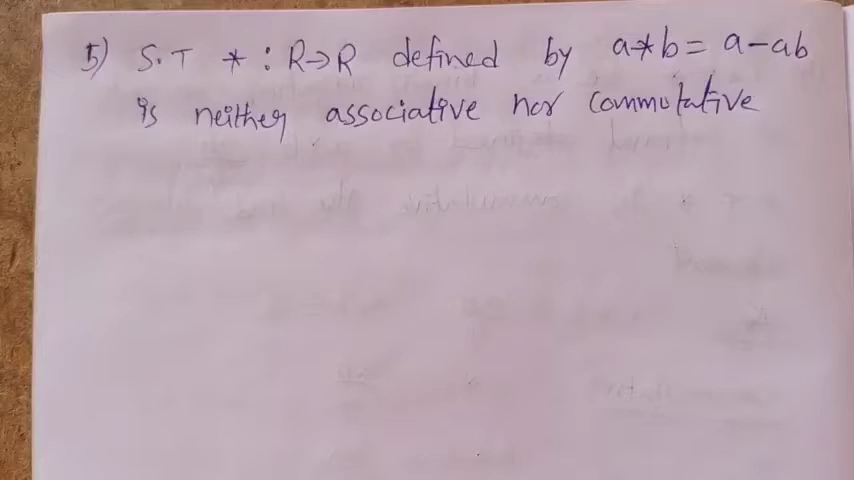 5) S.T * : R→R defined by a*b = a-ab
is neither associative nor commutative